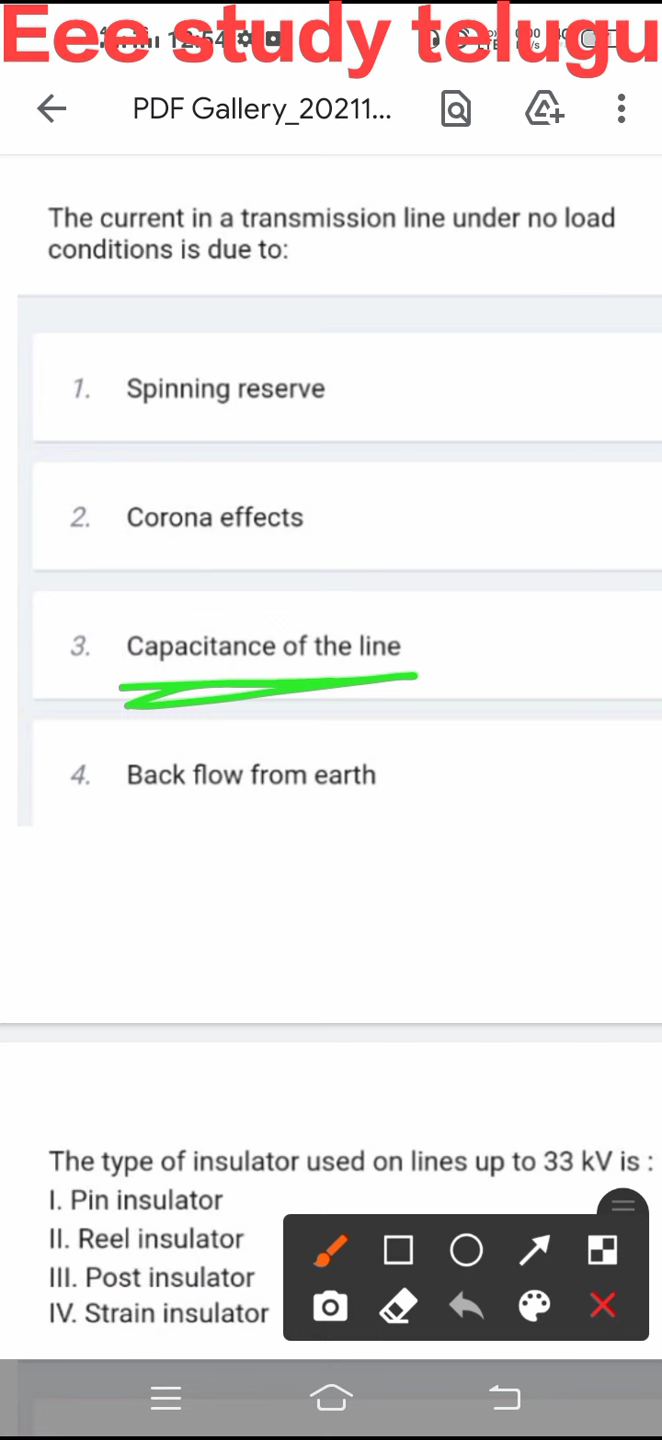 Eee study telugu
12:54
PDF Gallery_20211...
The current in a transmission line under no load
conditions is due to:
1. Spinning reserve
2. Corona effects
3. Capacitance of the line
4. Back flow from earth
The type of insulator used on lines up to 33 kV is :
I. Pin insulator
II. Reel insulator
III. Post insulator
IV. Strain insulator